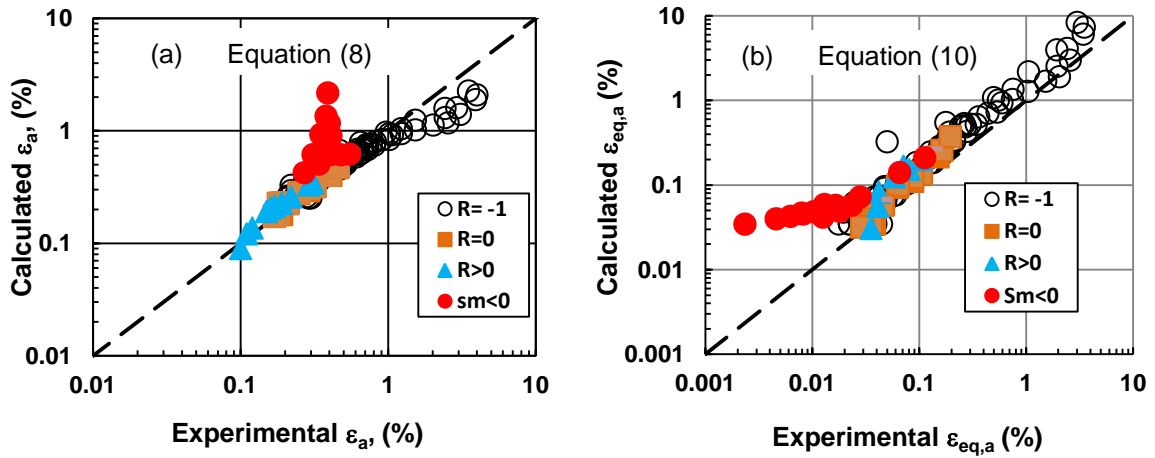 (a) Equation (8)
Calculated εa, (%)
10
1
0.1
0.01
0.01 0.1 1 10
Experimental εa, (%)
R= -1
R=0
R>0
sm<0
(b) Equation (10)
Calculated εeq,a (%)
10
1
0.1
0.01
0.001
0.001 0.01 0.1 1 10
Experimental εeq,a (%)
R= -1
R=0
R>0
Sm<0